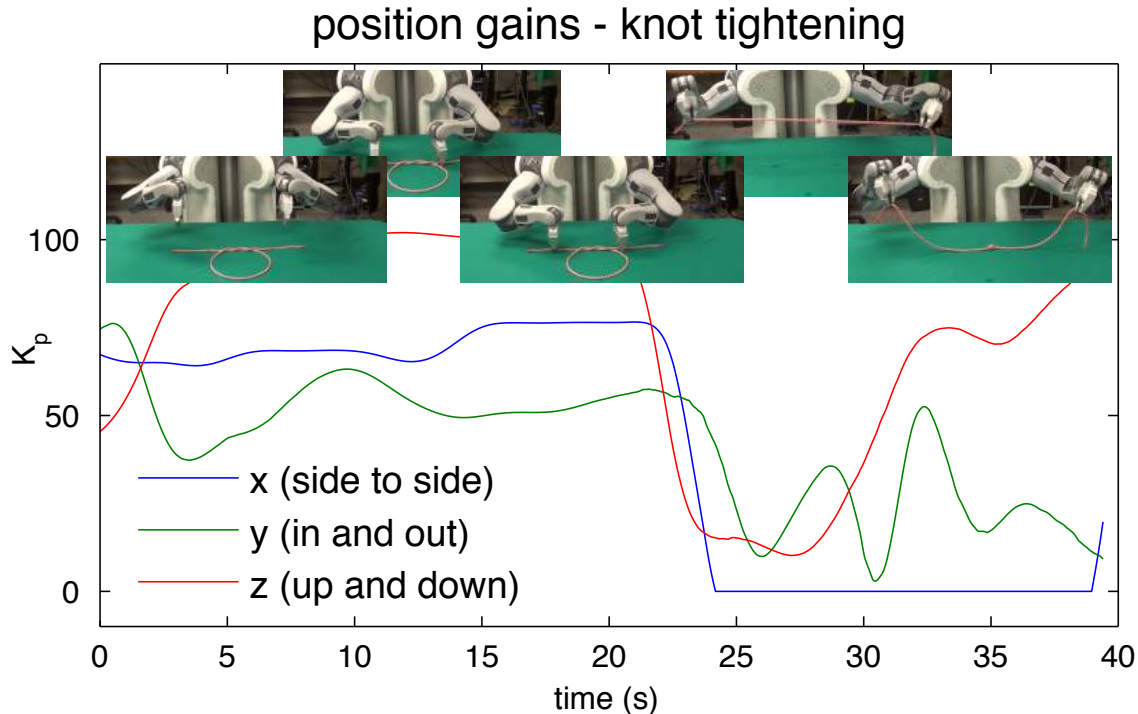 position gains - knot tightening
100
50
0
K_p
x (side to side)
y (in and out)
z (up and down)
0 5 10 15 20 25 30 35 40
time (s)